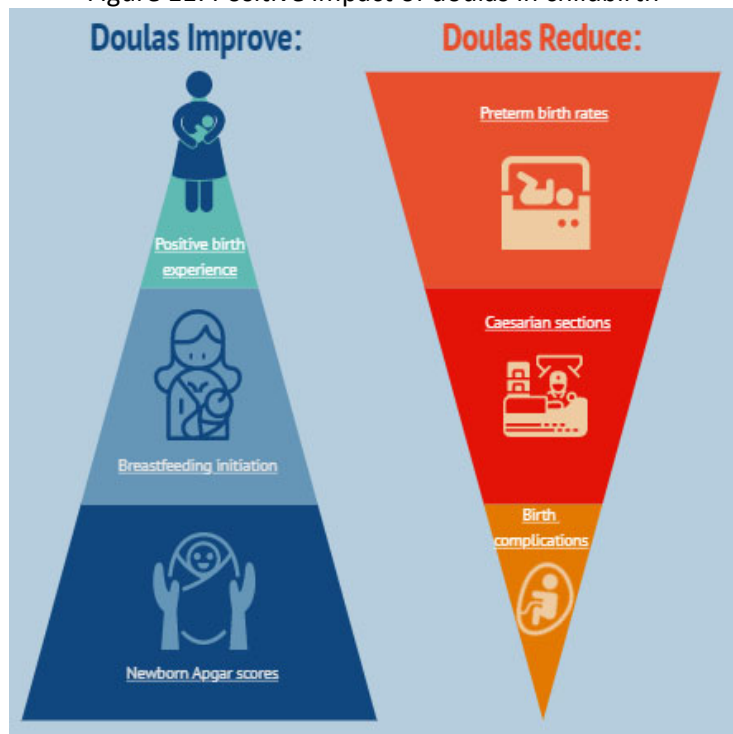 Doulas Improve:
Doulas Reduce:
Positive birth
experience
Breastfeeding initiation
Newborn Apgar scores
Preterm birth rates
Caesarian sections
Birth
complications